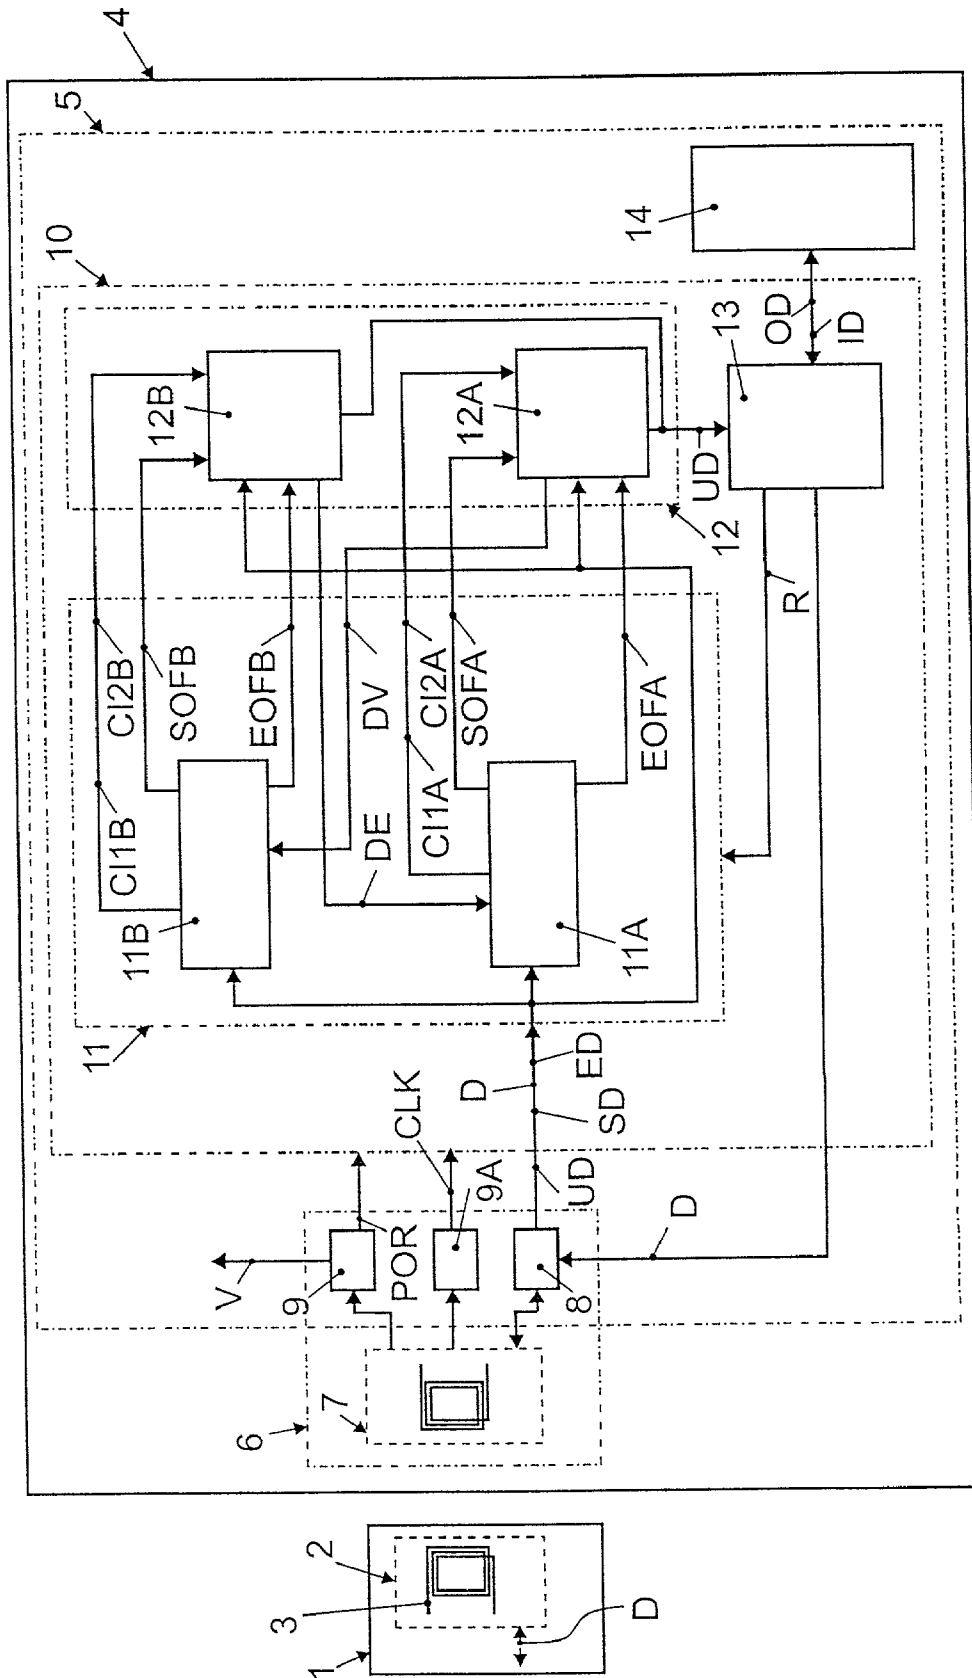 4
5
10
14
OD
ID
13
12B
12A
UD
12
R
CI2B
SOFB
EOFB
DV
CI2A
SOFA
EOFA
CI1B
DE
CI1A
11B
11A
11
ED
D
SD
CLK
9A
UD
D
POR
V
9
8
7
6
2
3
1
D